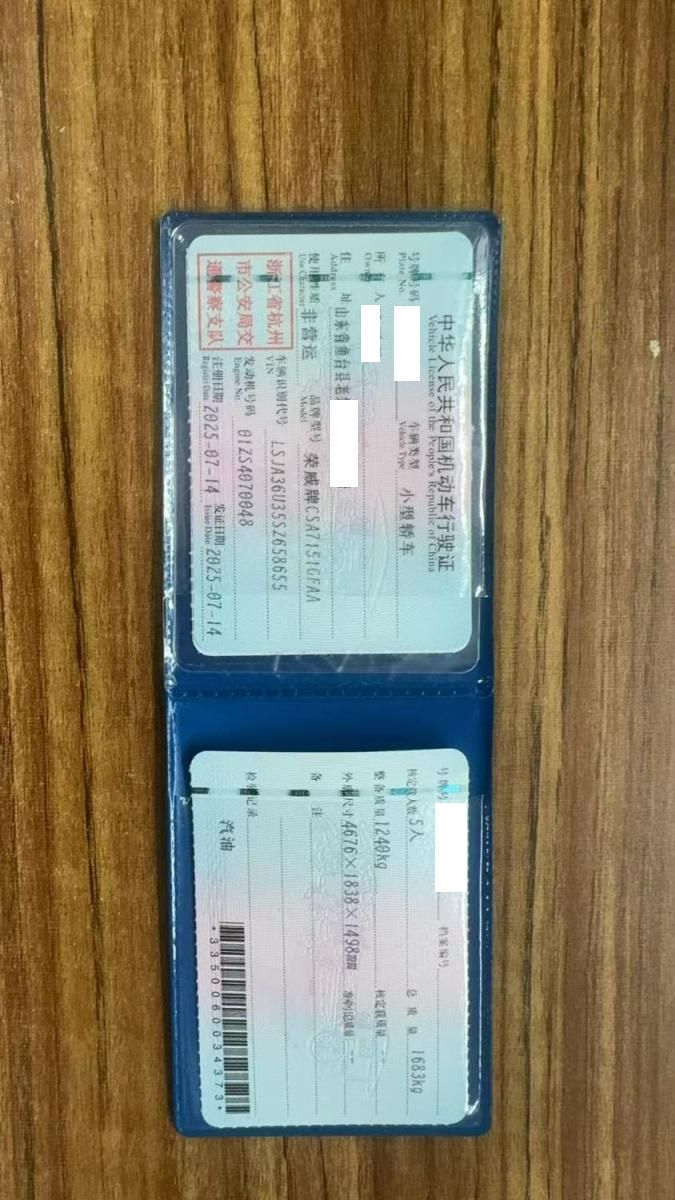 中华人民共和国机动车行驶证
Vehicle License of the People's Republic of China
号牌号码 车辆类型 小型轿车
Plate No. Vehicle Type
所有人
Owner
住 址 山东省鱼台县老
Address
使用性质 非营运 品牌型号 荣威牌CSA7151GFAA
Use Character Model
浙江省杭州
市公安局交
通警察支队
车辆识别代号 LSJA36U35S2658655
VIN
发动机号码 01ZS4070048
Engine No.
注册日期 2025-07-14 发证日期 2025-07-14
Register Date Issue Date
号牌 档案编号
核定载人数 5人 总质量 1683kg
整备质量 1240kg 核定载质量 --
外廓尺寸 4676×1838×1498mm 准牵引总质量 --
备 注
检验记录
汽油
*3350060034373*